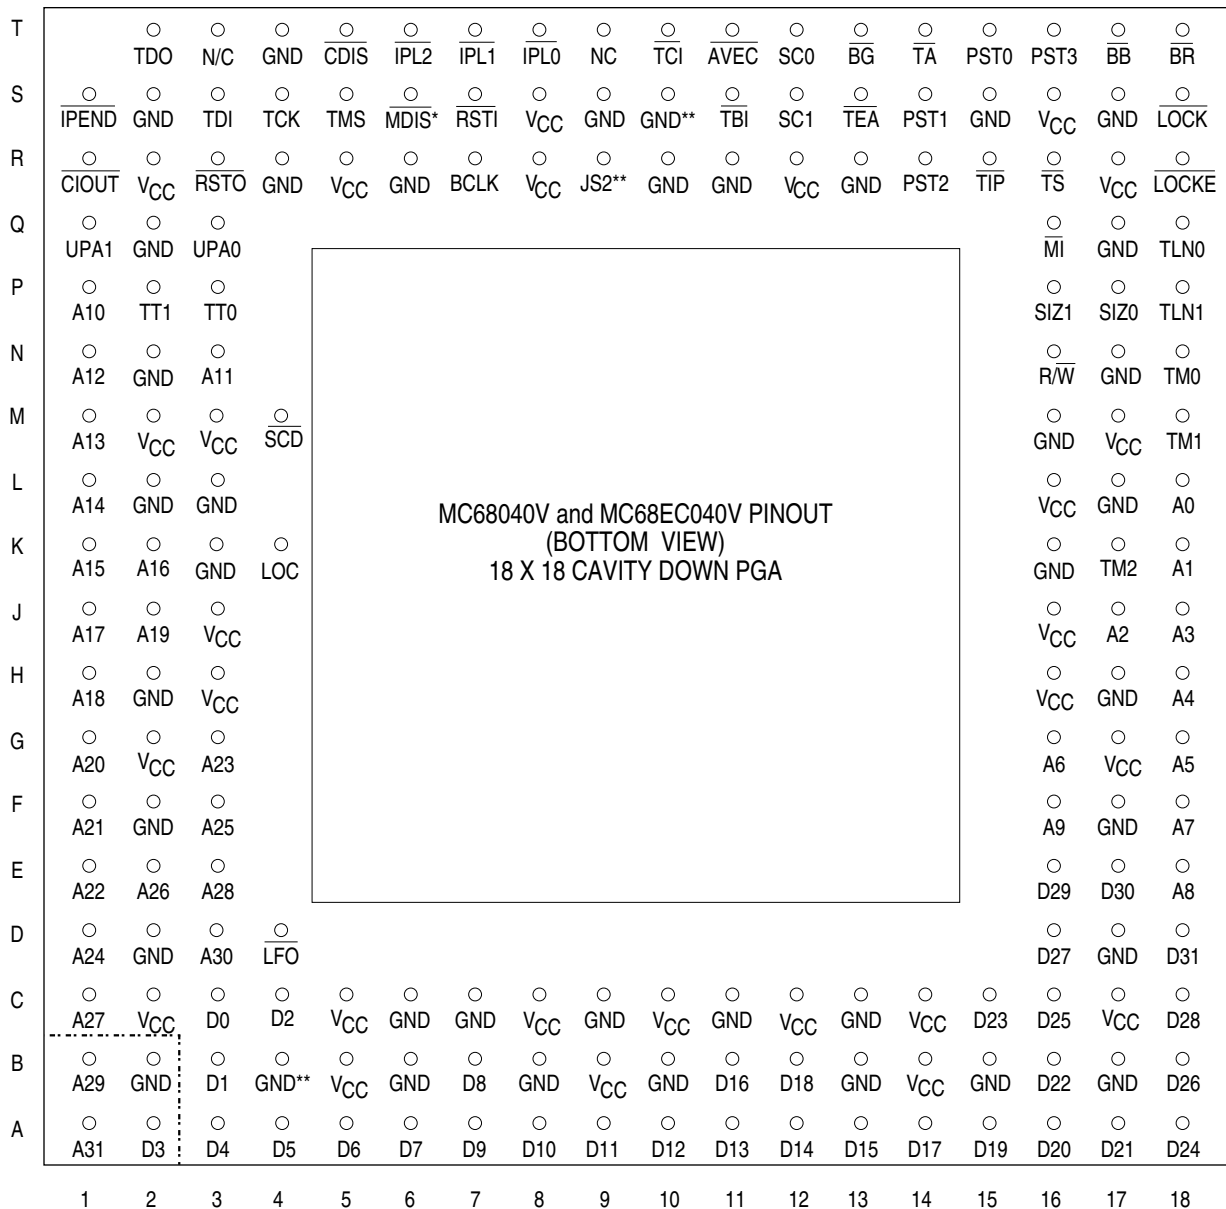 T
TDO N/C GND CDIS IPL2 IPL1 IPL0 NC TCI AVEC SC0 BG TA PST0 PST3 BB BR
S
IPEND GND TDI TCK TMS MDIS* RSTI VCC GND GND** TBI SC1 TEA PST1 GND VCC GND LOCK
R
CIOUT VCC RSTO GND VCC GND BCLK VCC JS2** GND GND VCC GND PST2 TIP TS VCC LOCKE
Q
UPA1 GND UPA0 MI GND TLN0
P
A10 TT1 TT0 SIZ1 SIZ0 TLN1
N
A12 GND A11 R/W GND TM0
M
A13 VCC VCC SCD GND VCC TM1
L
A14 GND GND VCC GND A0
MC68040V and MC68EC040V PINOUT
(BOTTOM VIEW)
18 X 18 CAVITY DOWN PGA
K
A15 A16 GND LOC GND TM2 A1
J
A17 A19 VCC VCC A2 A3
H
A18 GND VCC VCC GND A4
G
A20 VCC A23 A6 VCC A5
F
A21 GND A25 A9 GND A7
E
A22 A26 A28 D29 D30 A8
D
A24 GND A30 LFO D27 GND D31
C
A27 VCC D0 D2 VCC GND GND VCC GND VCC GND VCC GND VCC D23 D25 VCC D28
B
A29 GND D1 GND** VCC GND D8 GND VCC GND D16 D18 GND VCC GND D22 GND D26
A
A31 D3 D4 D5 D6 D7 D9 D10 D11 D12 D13 D14 D15 D17 D19 D20 D21 D24
1 2 3 4 5 6 7 8 9 10 11 12 13 14 15 16 17 18